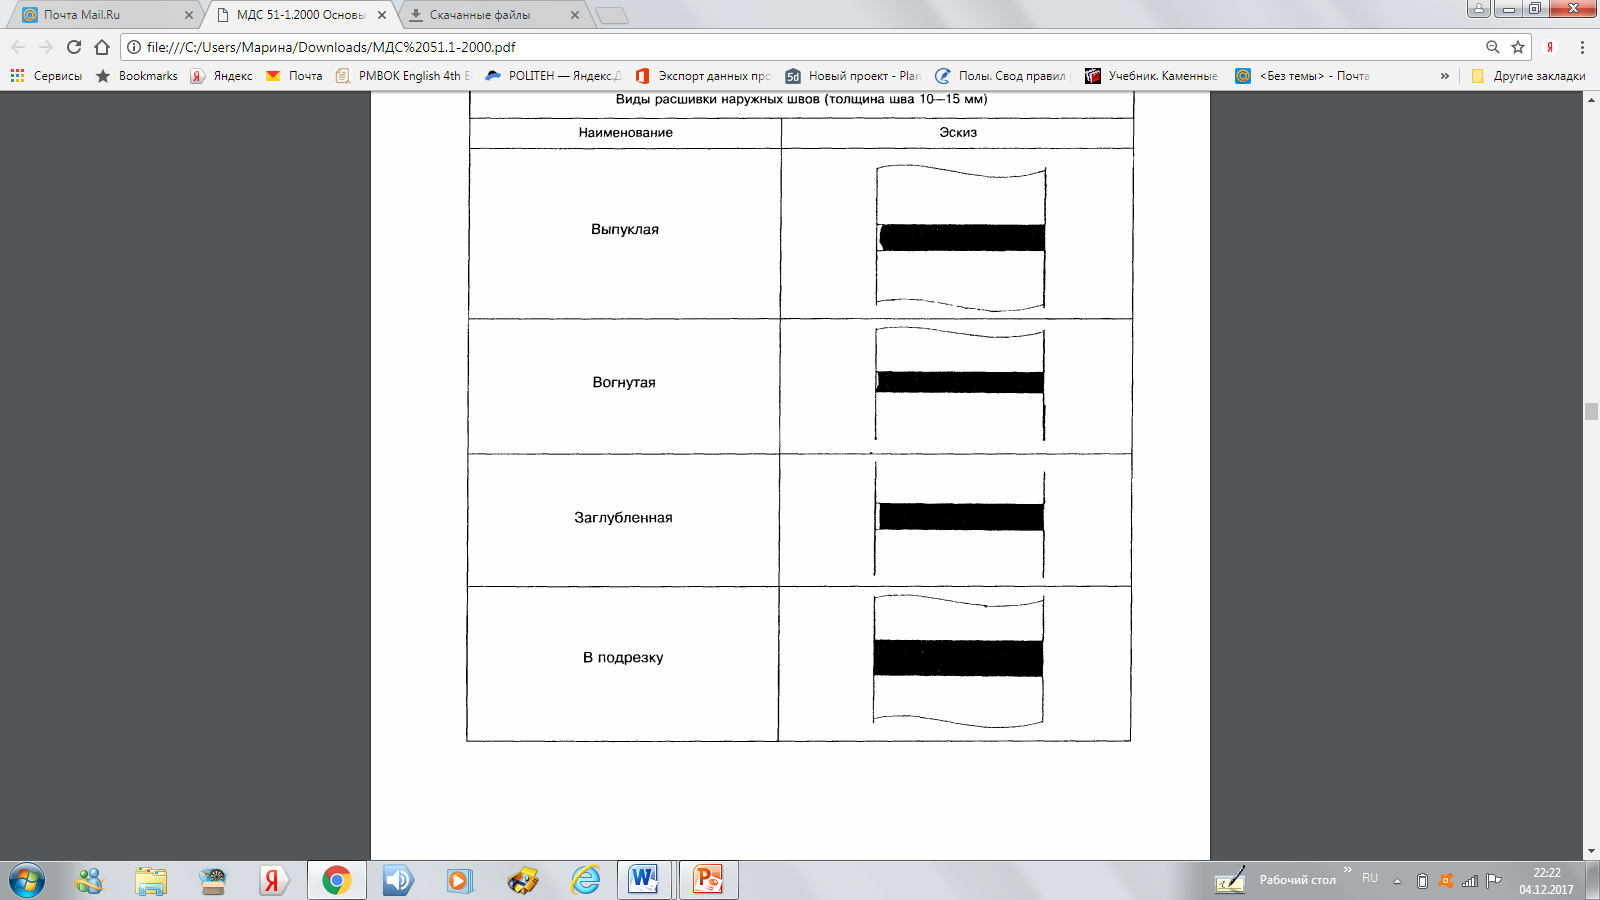 Почта Mail.Ru
МДС 51-1.2000 Основы
Скачанные файлы
file:///C:/Users/Марина/Downloads/МДС%2051.1-2000.pdf
Сервисы
Bookmarks
Яндекс
Почта
PMBOK English 4th E
POLITEH — Яндекс.Д
Экспорт данных про
Новый проект - Plan
Полы. Свод правил
Учебник. Каменные
<Без темы> - Почта
»
Другие закладки
Виды расшивки наружных швов (толщина шва 10—15 мм)
Наименование
Эскиз
Выпуклая
Вогнутая
Заглубленная
В подрезку
Рабочий стол
»
RU
22:22
04.12.2017